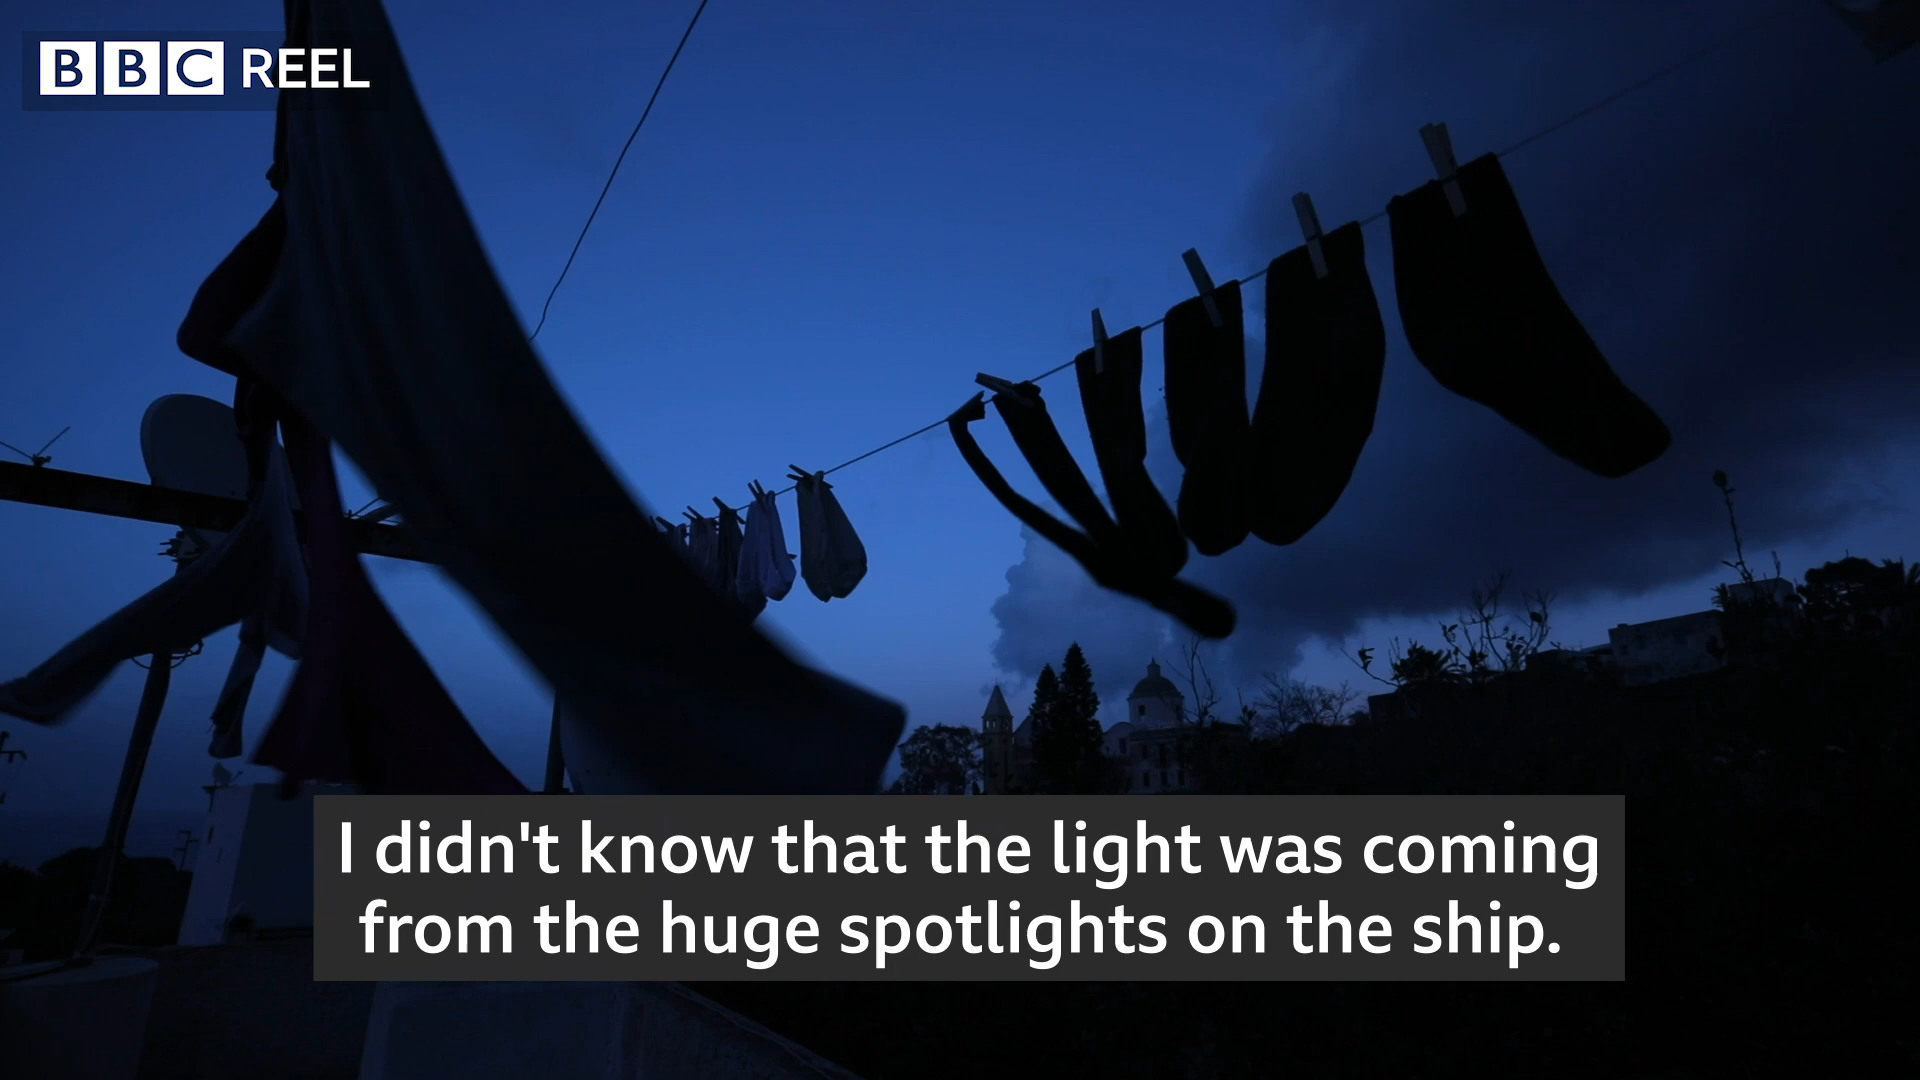 BBC REEL
I didn't know that the light was coming
from the huge spotlights on the ship.